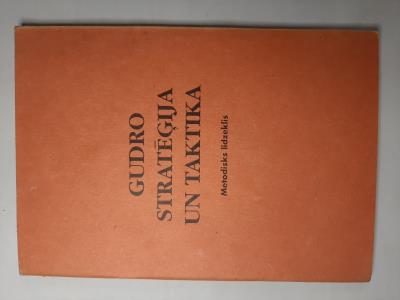 GUDRO
STRATĒĢIJA
UN TAKTIKA
Metodisks līdzeklis